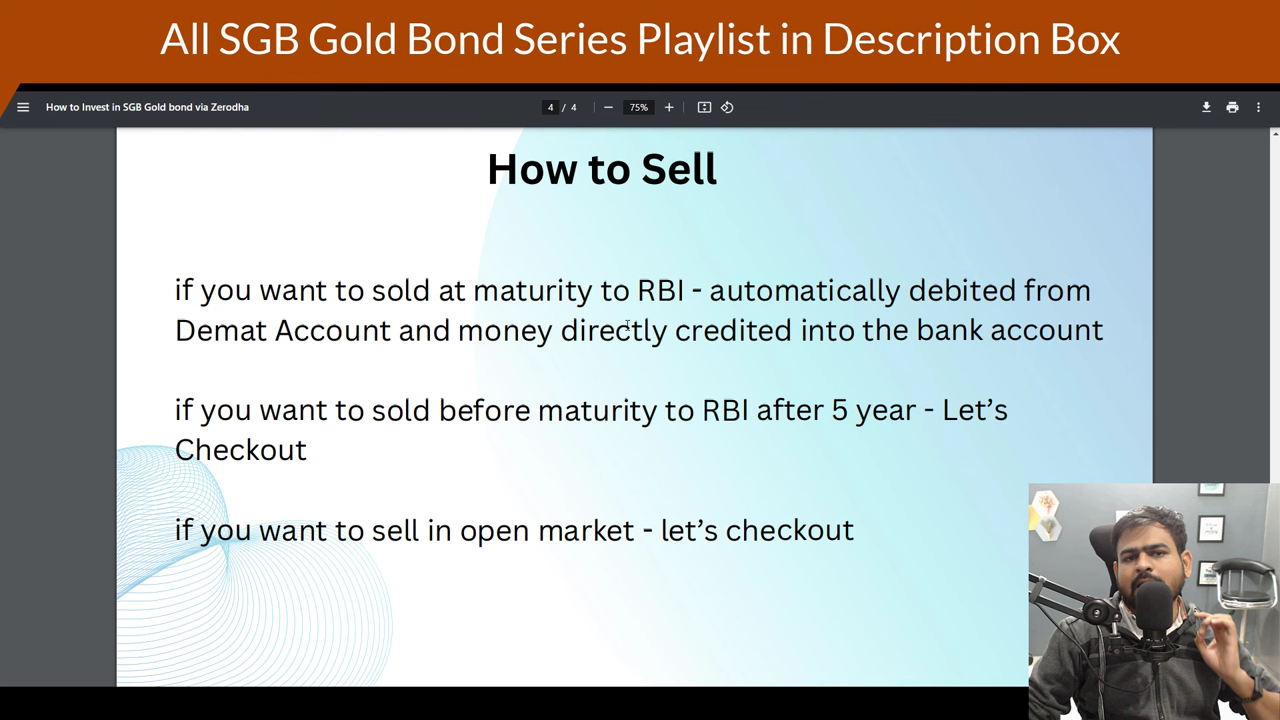 All SGB Gold Bond Series Playlist in Description Box
How to Invest in SGB Gold bond via Zerodha
4 / 4
75%
How to Sell
if you want to sold at maturity to RBI - automatically debited from
Demat Account and money directly credited into the bank account
if you want to sold before maturity to RBI after 5 year - Let's
Checkout
if you want to sell in open market - let's checkout